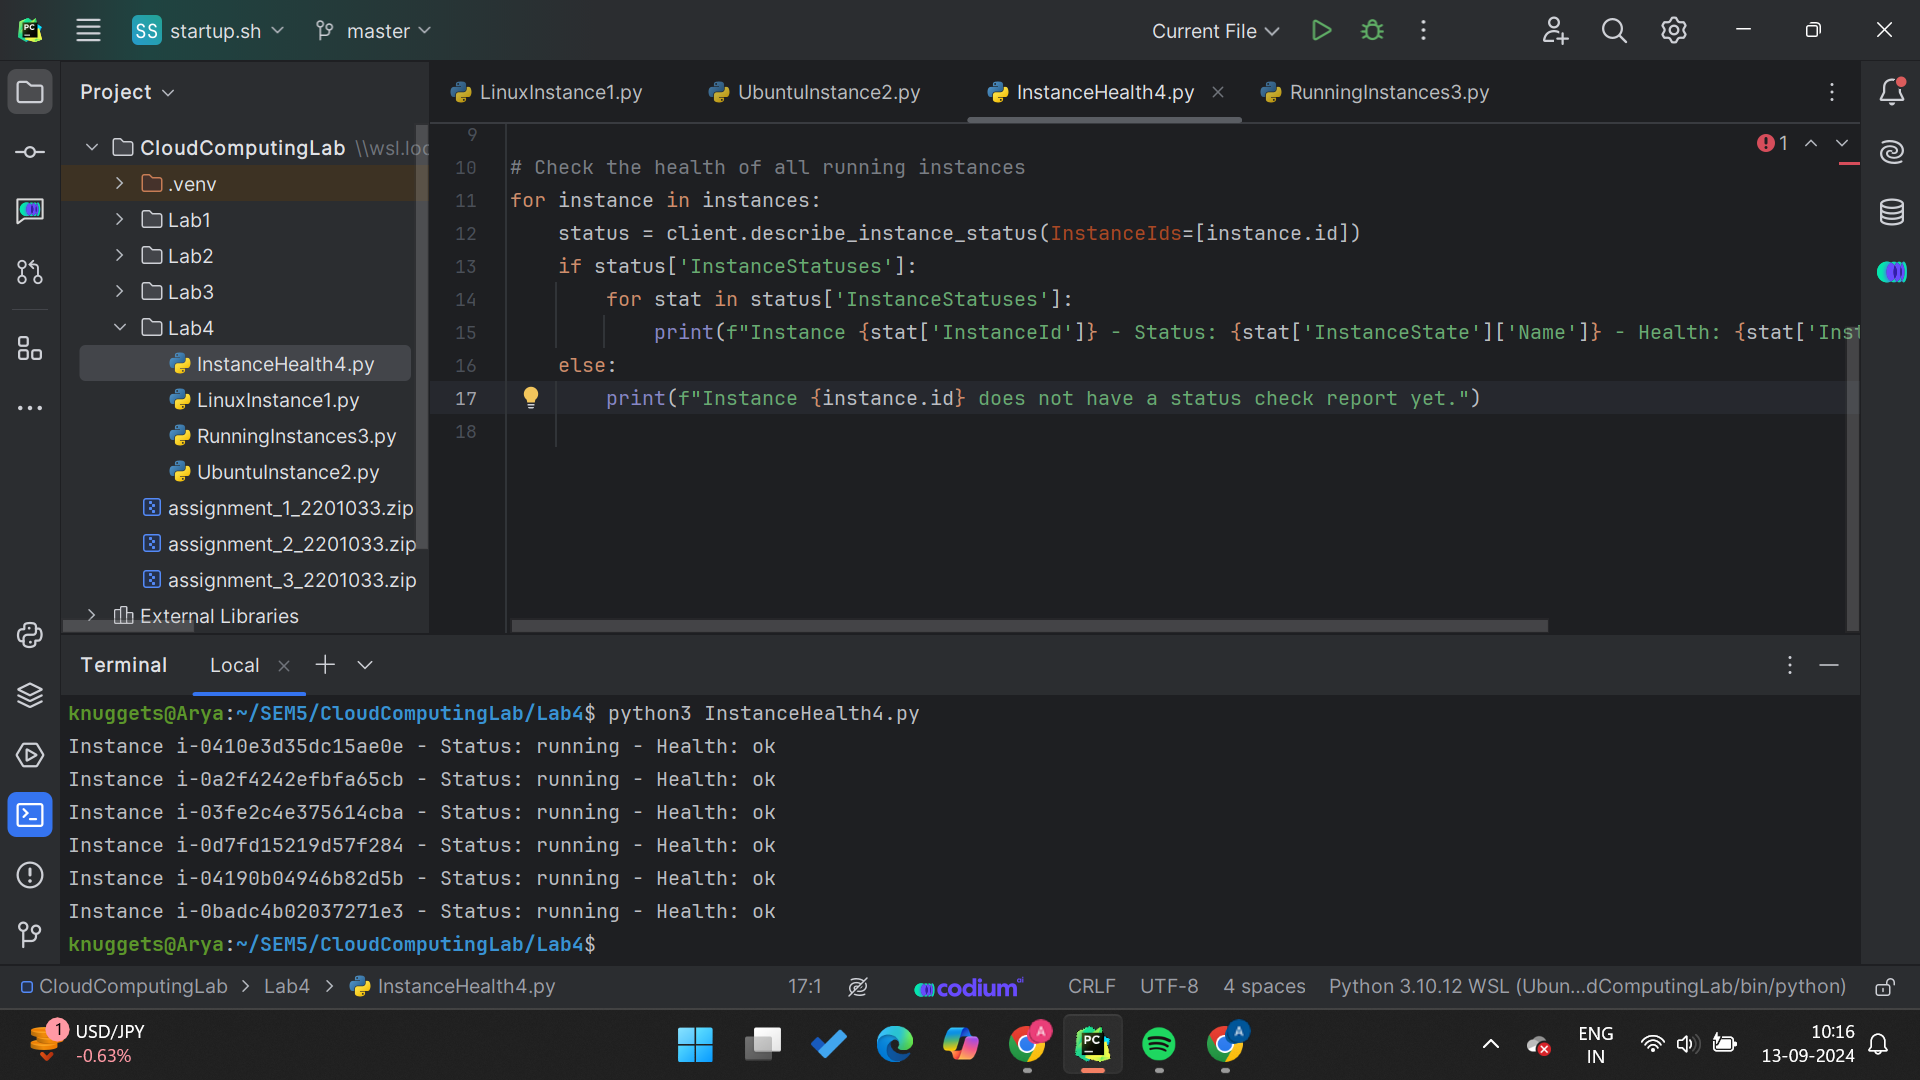 PC
SS startup.sh
master
Current File
Project
LinuxInstance1.py
UbuntuInstance2.py
InstanceHealth4.py
RunningInstances3.py
CloudComputingLab \\wsl.loc
.venv
Lab1
Lab2
Lab3
Lab4
InstanceHealth4.py
LinuxInstance1.py
RunningInstances3.py
UbuntuInstance2.py
assignment_1_2201033.zip
assignment_2_2201033.zip
assignment_3_2201033.zip
External Libraries
1
9
10 # Check the health of all running instances
11 for instance in instances:
12 status = client.describe_instance_status(InstanceIds=[instance.id])
13 if status['InstanceStatuses']:
14 for stat in status['InstanceStatuses']:
15 print(f"Instance {stat['InstanceId']} - Status: {stat['InstanceState']['Name']} - Health: {stat['Inst
16 else:
17 print(f"Instance {instance.id} does not have a status check report yet.")
18
Terminal
Local
knuggets@Arya:~/SEM5/CloudComputingLab/Lab4$ python3 InstanceHealth4.py
Instance i-0410e3d35dc15ae0e - Status: running - Health: ok
Instance i-0a2f4242efbfa65cb - Status: running - Health: ok
Instance i-03fe2c4e375614cba - Status: running - Health: ok
Instance i-0d7fd15219d57f284 - Status: running - Health: ok
Instance i-04190b04946b82d5b - Status: running - Health: ok
Instance i-0badc4b02037271e3 - Status: running - Health: ok
knuggets@Arya:~/SEM5/CloudComputingLab/Lab4$
CloudComputingLab > Lab4 > InstanceHealth4.py
17:1
codium ai
CRLF
UTF-8
4 spaces
Python 3.10.12 WSL (Ubun...dComputingLab/bin/python)
1
USD/JPY
-0.63%
A
PC
A
ENG
IN
10:16
13-09-2024